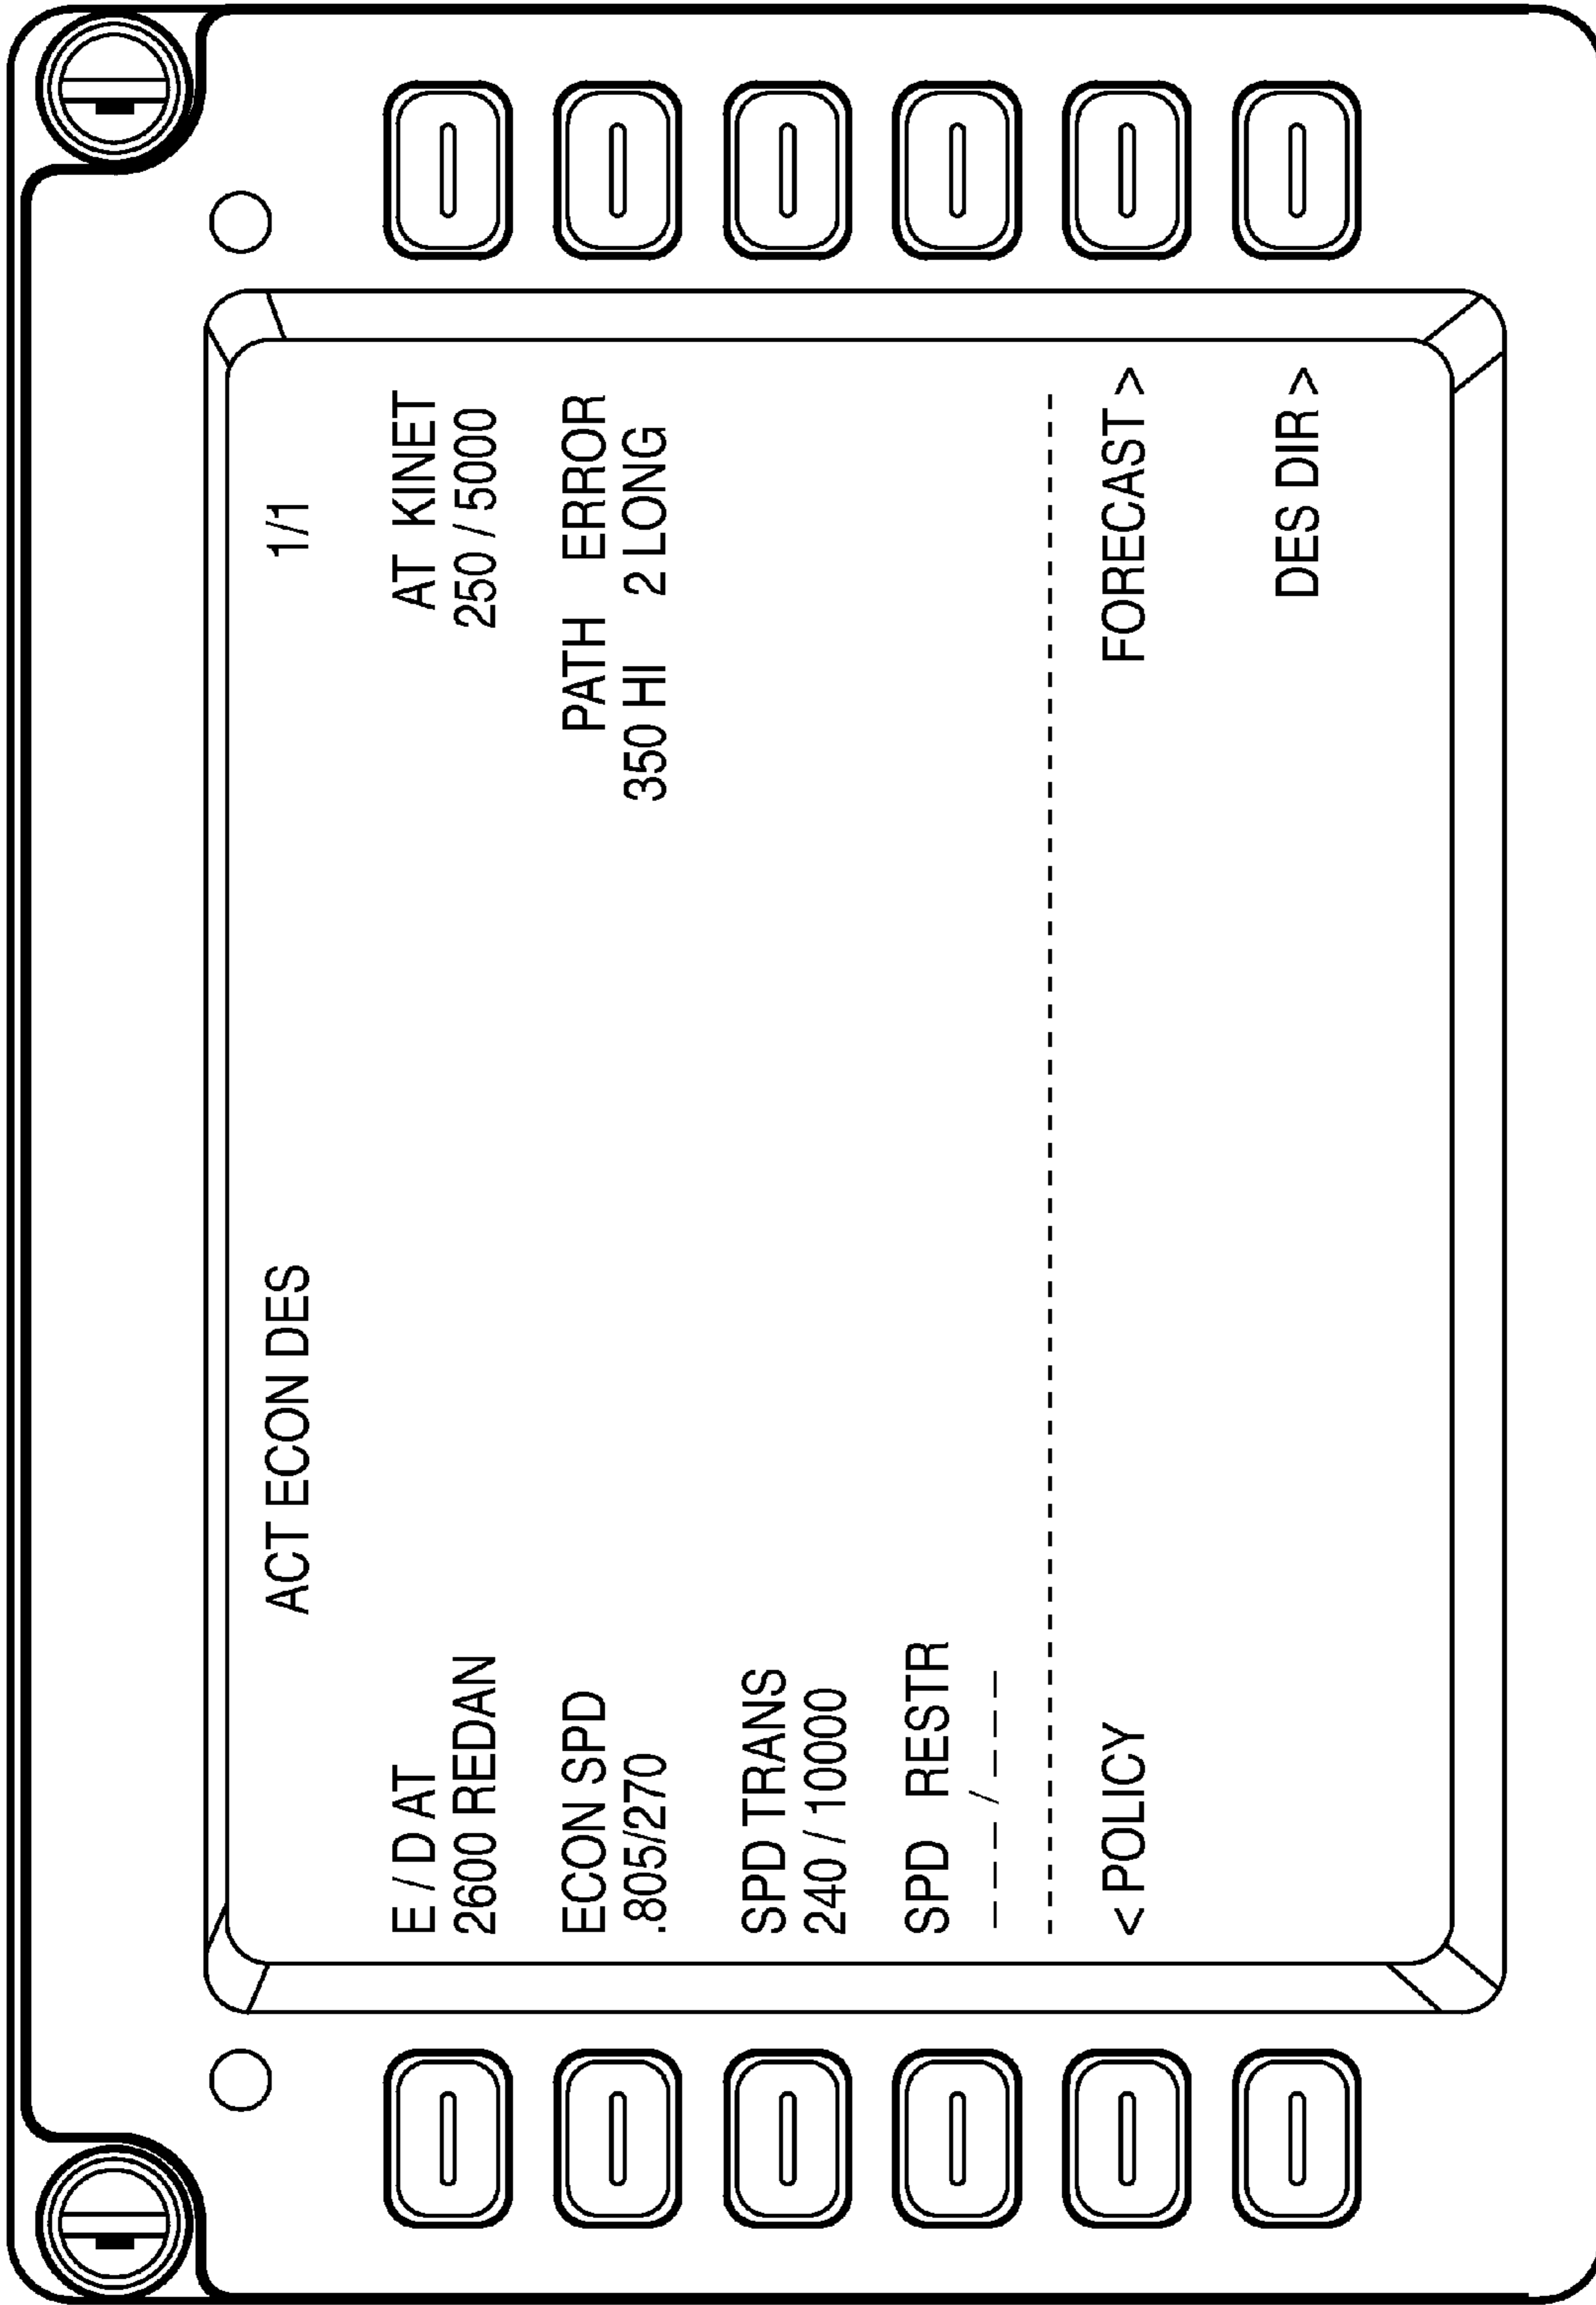 ACT ECON DES 1/1
E / D AT AT KINET
2600 REDAN 250 / 5000
ECON SPD PATH ERROR
.805/270 350 HI 2 LONG
SPD TRANS
240 / 10000
SPD RESTR
_ _ _ / _ _ _ _
< POLICY FORECAST >
DES DIR >